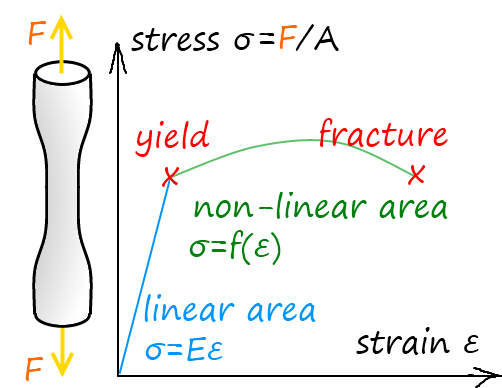 F
stress σ=F/A
yield
fracture
x
x
non-linear area
σ=f(ε)
linear area
σ=Eε
strain ε
F